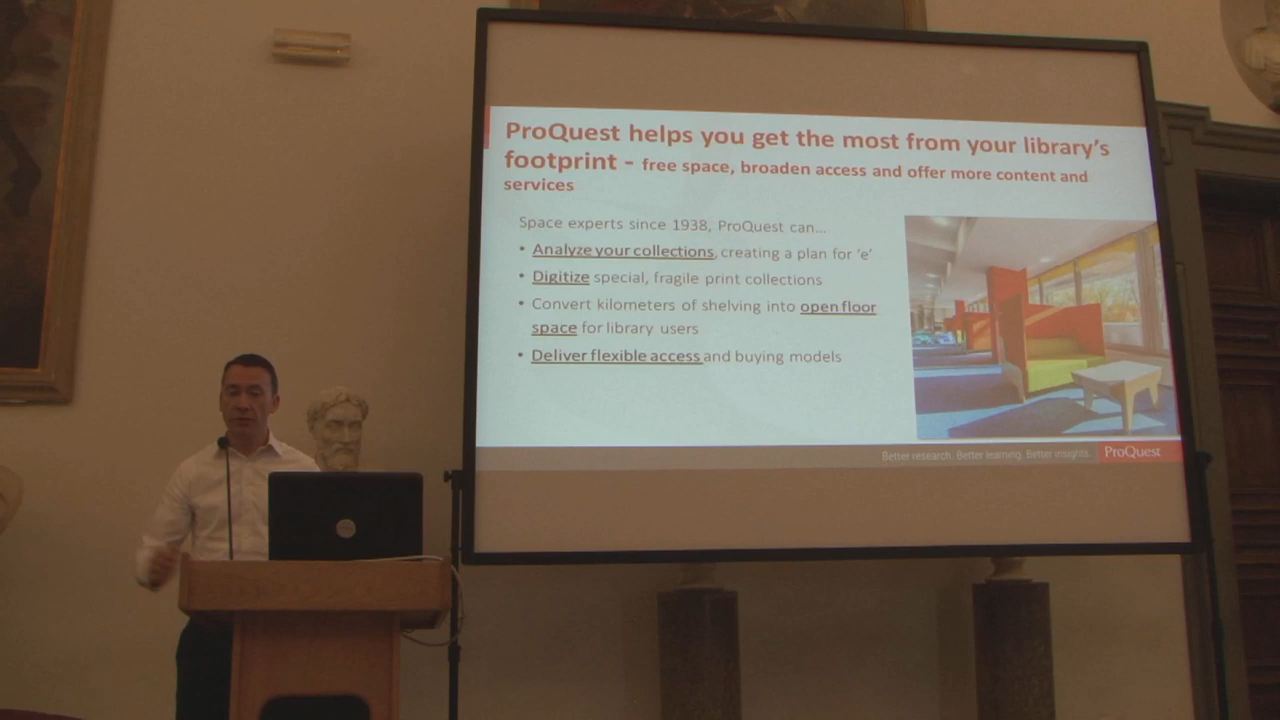 ProQuest helps you get the most from your library's
footprint - free space, broaden access and offer more content and
services
Space experts since 1938, ProQuest can...
• Analyze your collections, creating a plan for 'e'
• Digitize special, fragile print collections
• Convert kilometers of shelving into open floor
space for library users
• Deliver flexible access and buying models
Better research. Better learning. Better insights. ProQuest